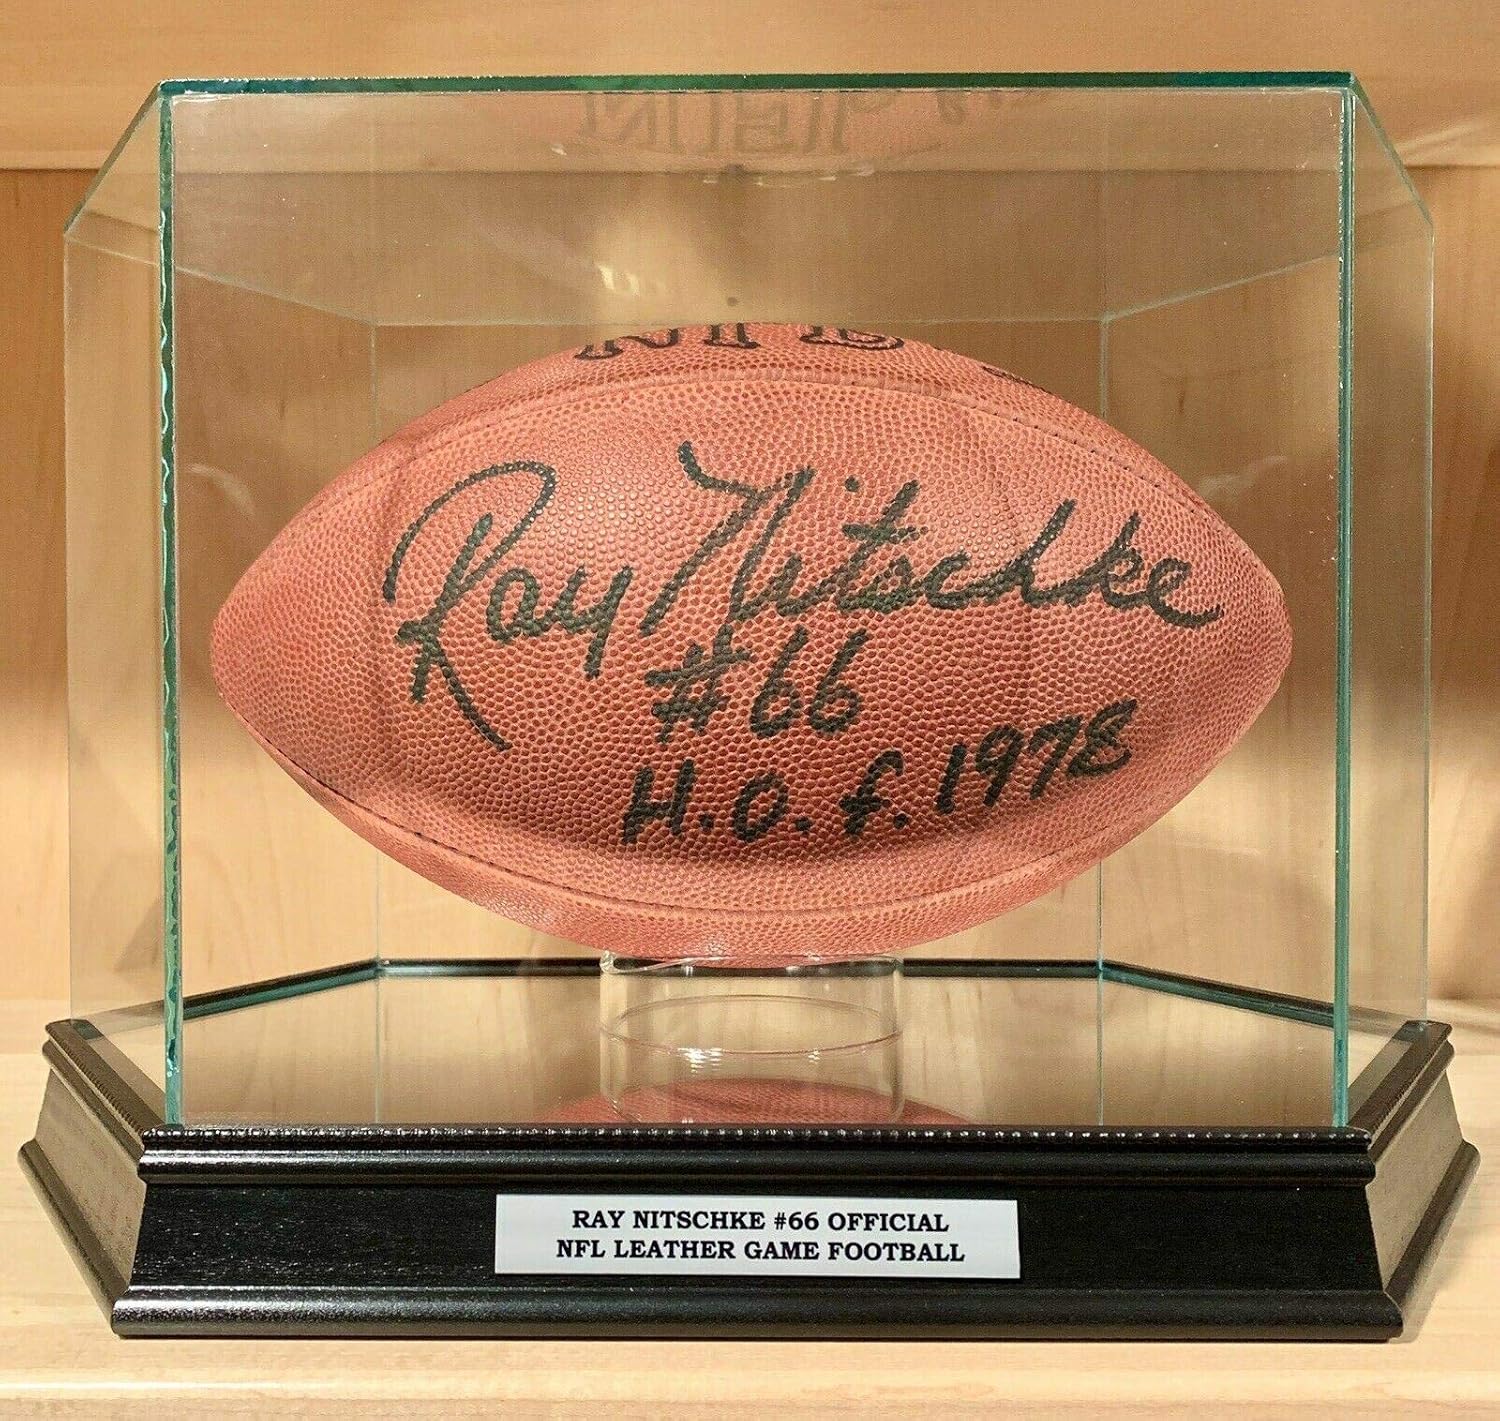 Ray Nitschke
#66
H.O.f. 1978
RAY NITSCHKE #66 OFFICIAL
NFL LEATHER GAME FOOTBALL